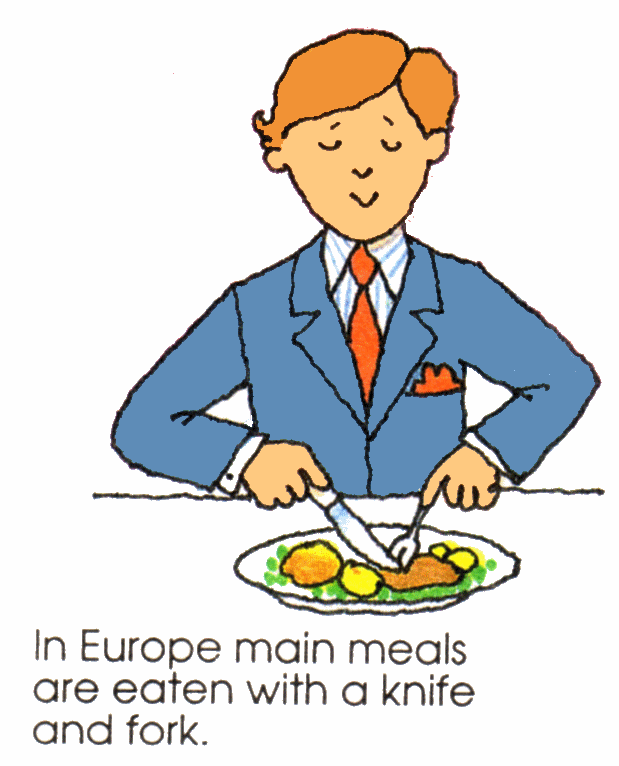 In Europe main meals
are eaten with a knife
and fork.